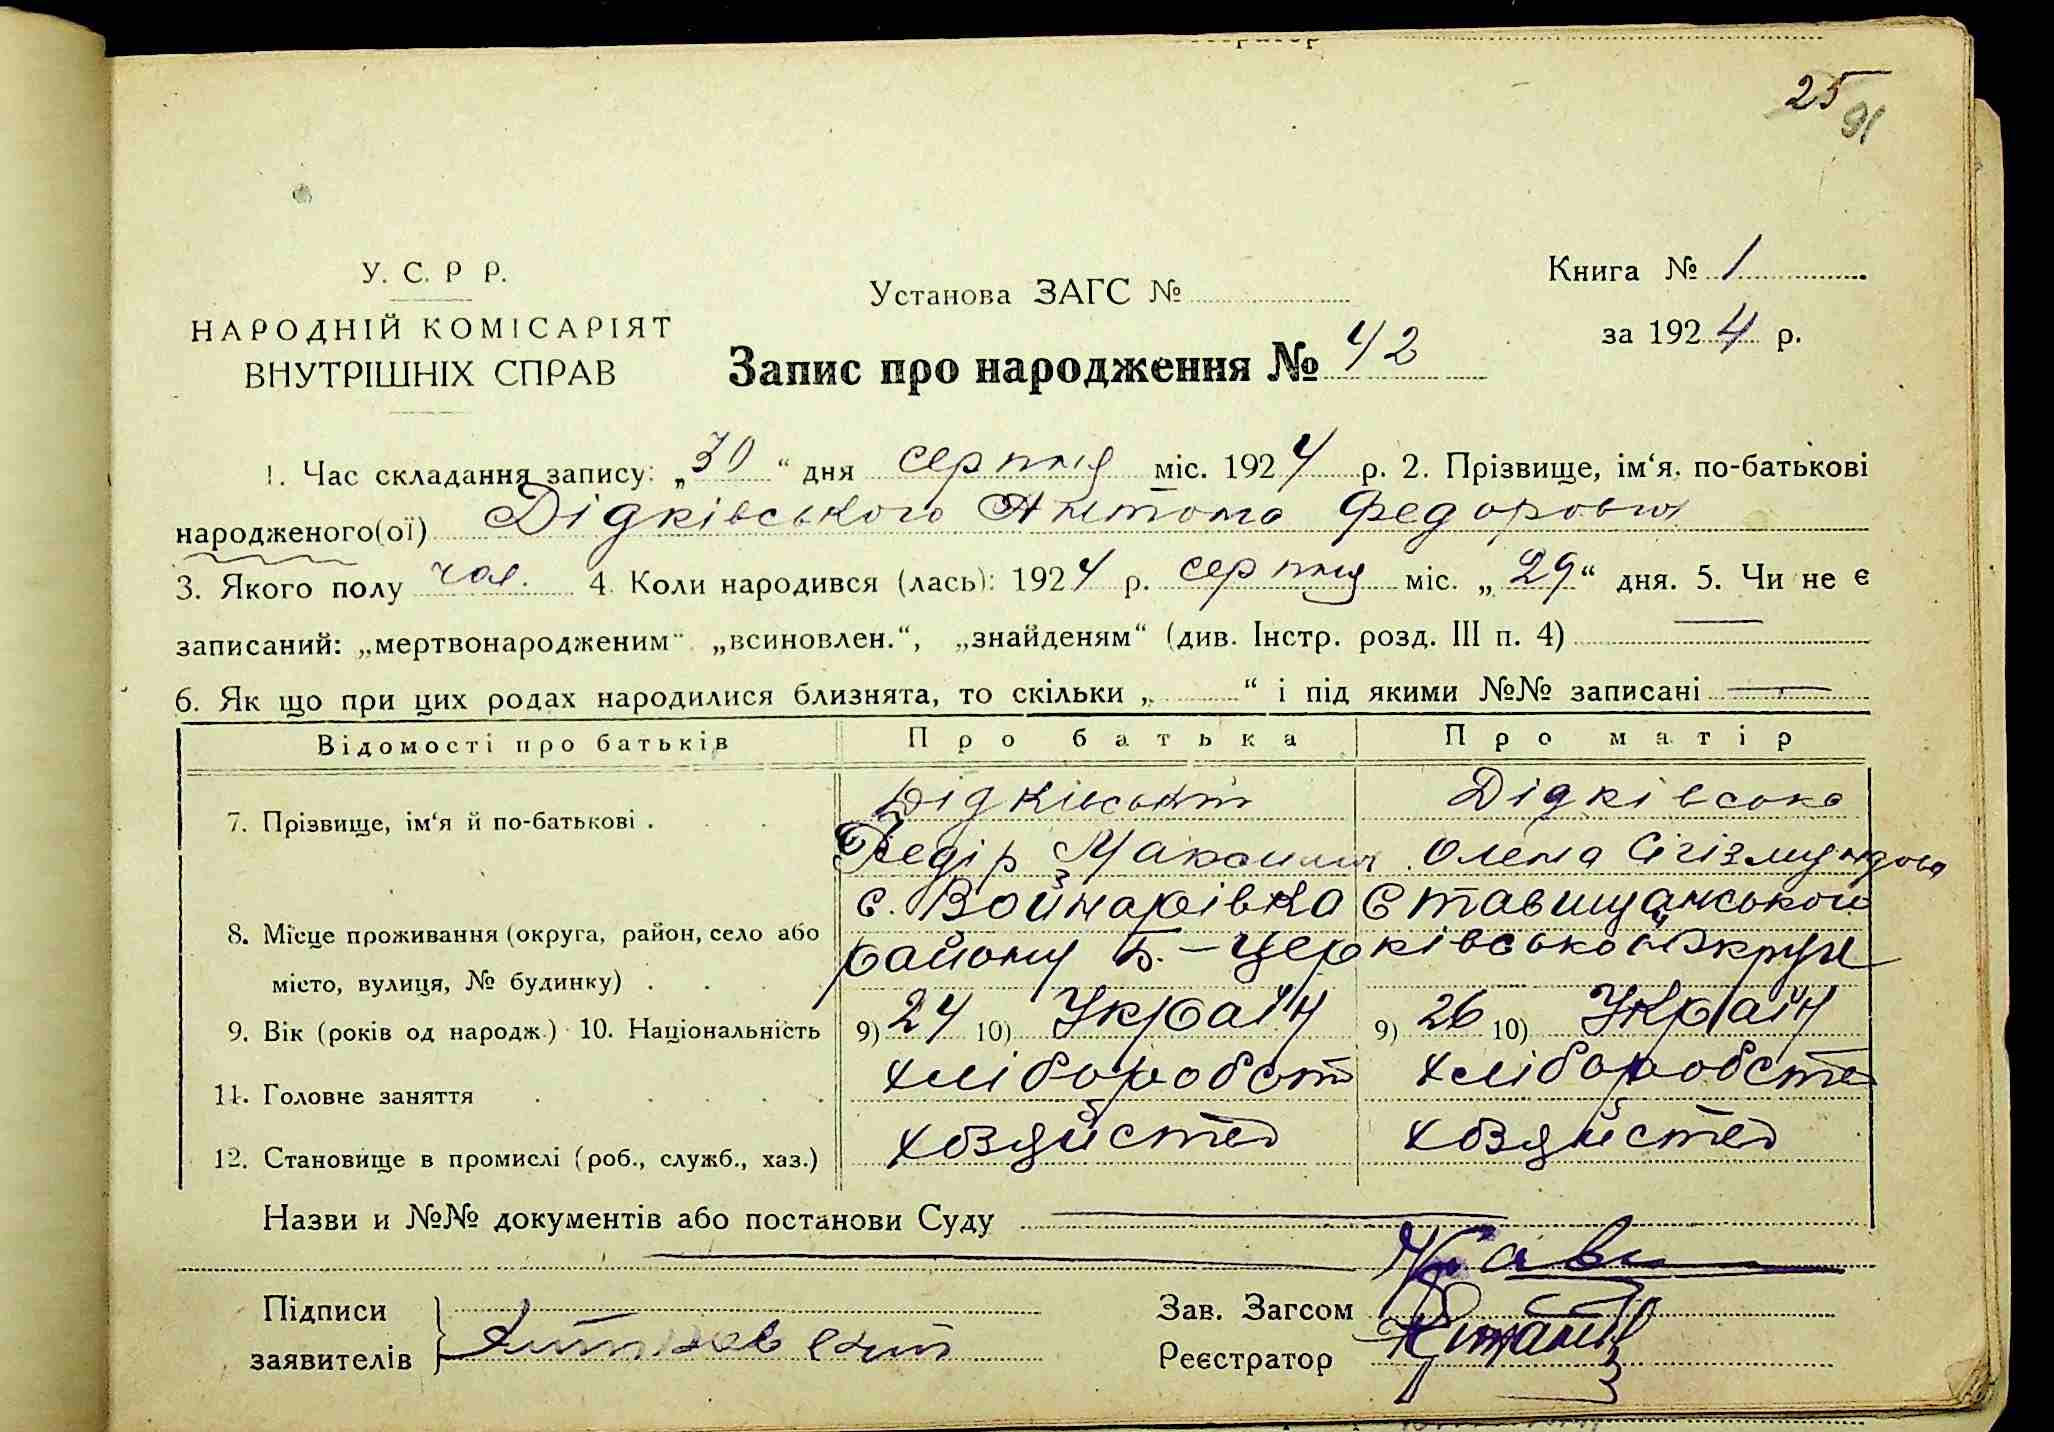 25
91
У. С. Р Р.
НАРОДНІЙ КОМІСАРІЯТ
ВНУТРІШНІХ СПРАВ
Установа ЗАГС №
Книга № 1
за 1924 р.
Запис про народження № 42
1. Час складання запису: „30“ дня серпня міс. 1924 р. 2. Прізвище, ім‘я. по-батькові
народженого(ої) Дідківського Антона Федорович
3. Якого полу чол. 4. Коли народився (лась): 1924 р. серпня міс. „29“ дня. 5. Чи не є
записаний: „мертвонародженим“ „всиновлен.“, „знайденям“ (див. Інстр. розд. III п. 4) —
6. Як що при цих родах народилися близнята, то скільки „ “ і під якими №№ записані —
Відомості про батьків Про батька Про матір
7. Прізвище, ім‘я й по-батькові . Дідківський Дідківська
Федір Максимов Олена Сігізмундова
8. Місце проживання (округа, район, село або місто, вулиця, № будинку) . с. Войнарівка Ставищанського
району Б.-Церківської Округи
9. Вік (років од народж.) 10. Національність 9) 24 10) Україн 9) 26 10) Україн
11. Головне заняття хлібороботв хлібороbств
12. Становище в промислі (роб., служб., хаз.) хозяйство хозяйство
Назви и №№ документів або постанови Суду —
Підписи
заявителів
Зав. Загсом
Реєстратор